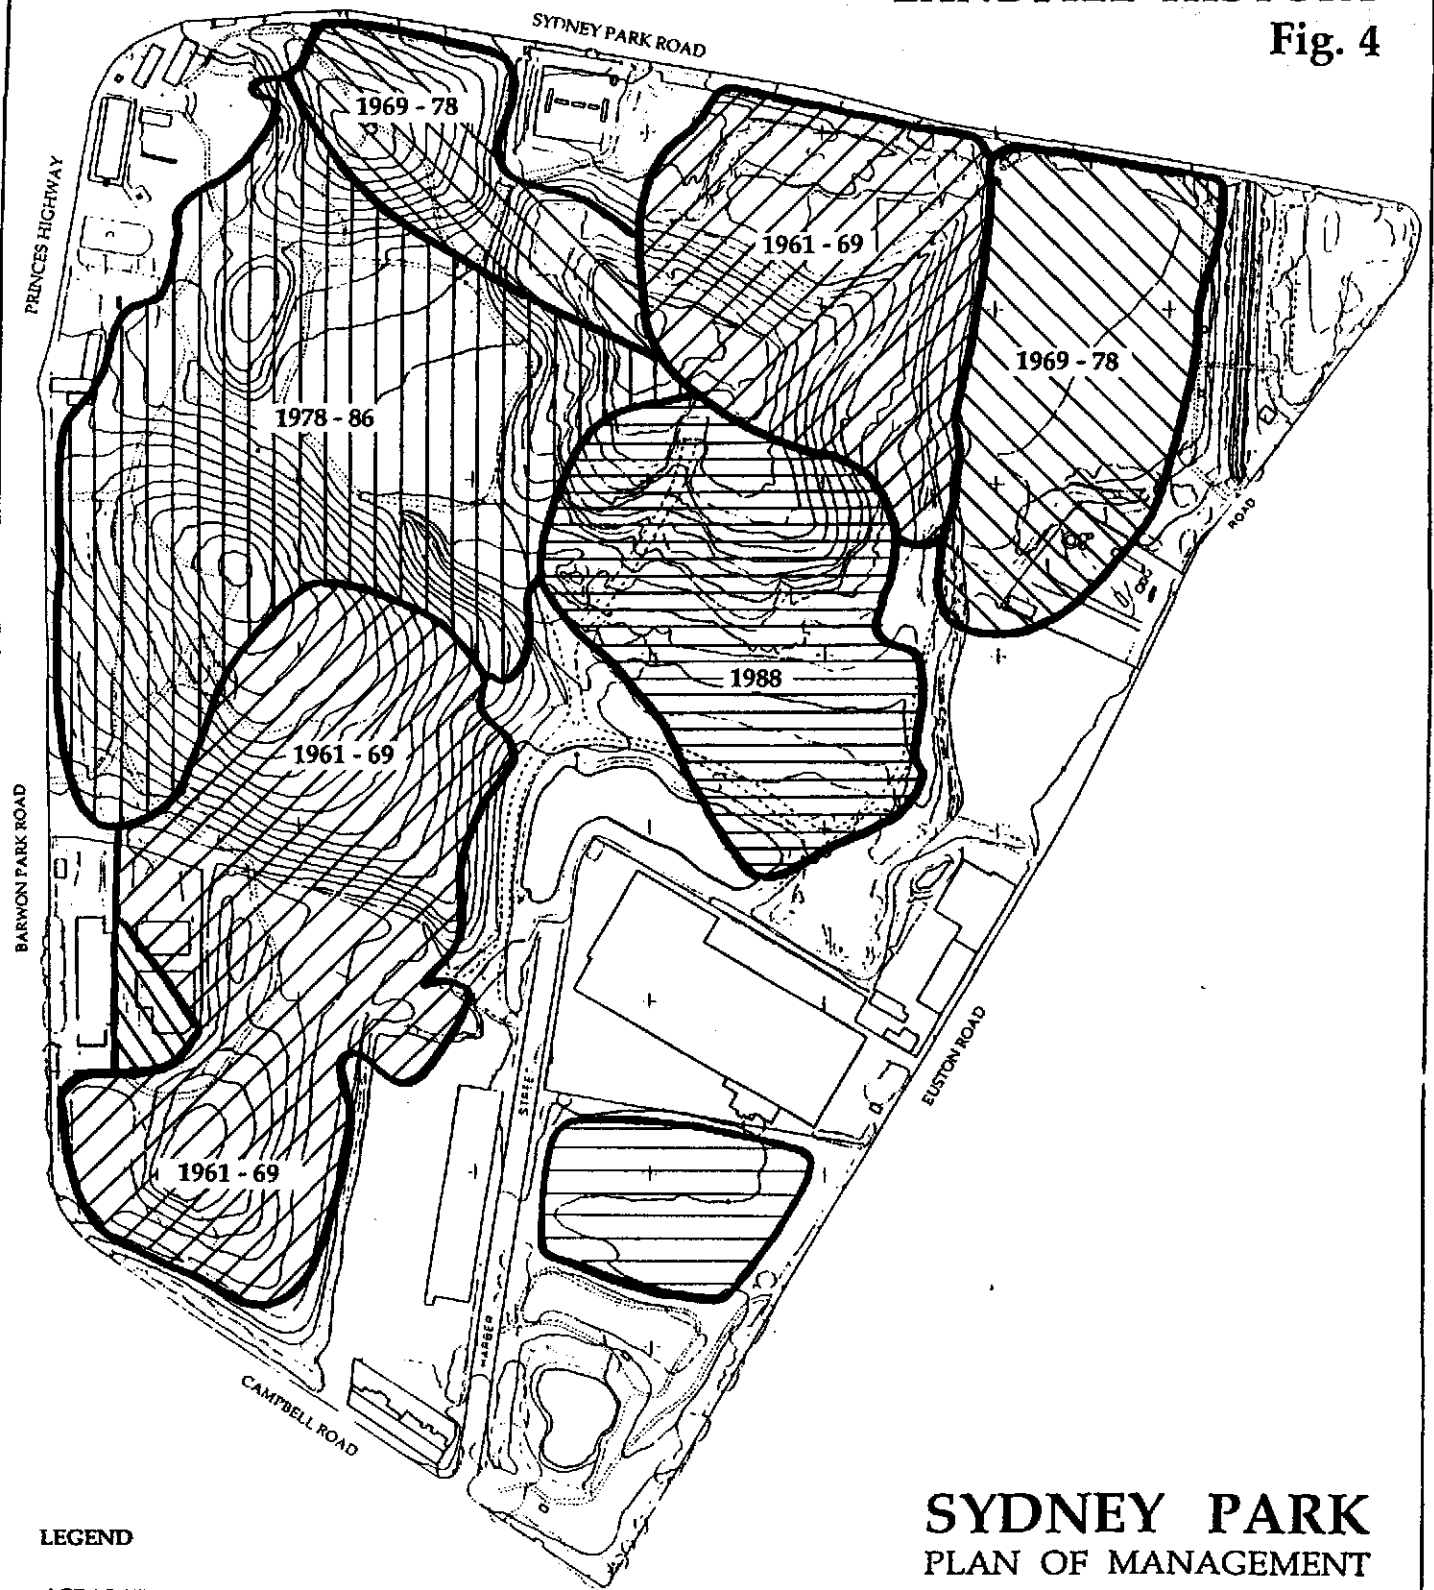 Fig. 4
SYDNEY PARK ROAD
1969 - 78
PRINCES HIGHWAY
1961 - 69
1969 - 78
1978 - 86
ROAD
1988
1961 - 69
BARWON PARK ROAD
EUSTON ROAD
STREET
1961 - 69
CAMPBELL ROAD
SYDNEY PARK
PLAN OF MANAGEMENT
LEGEND